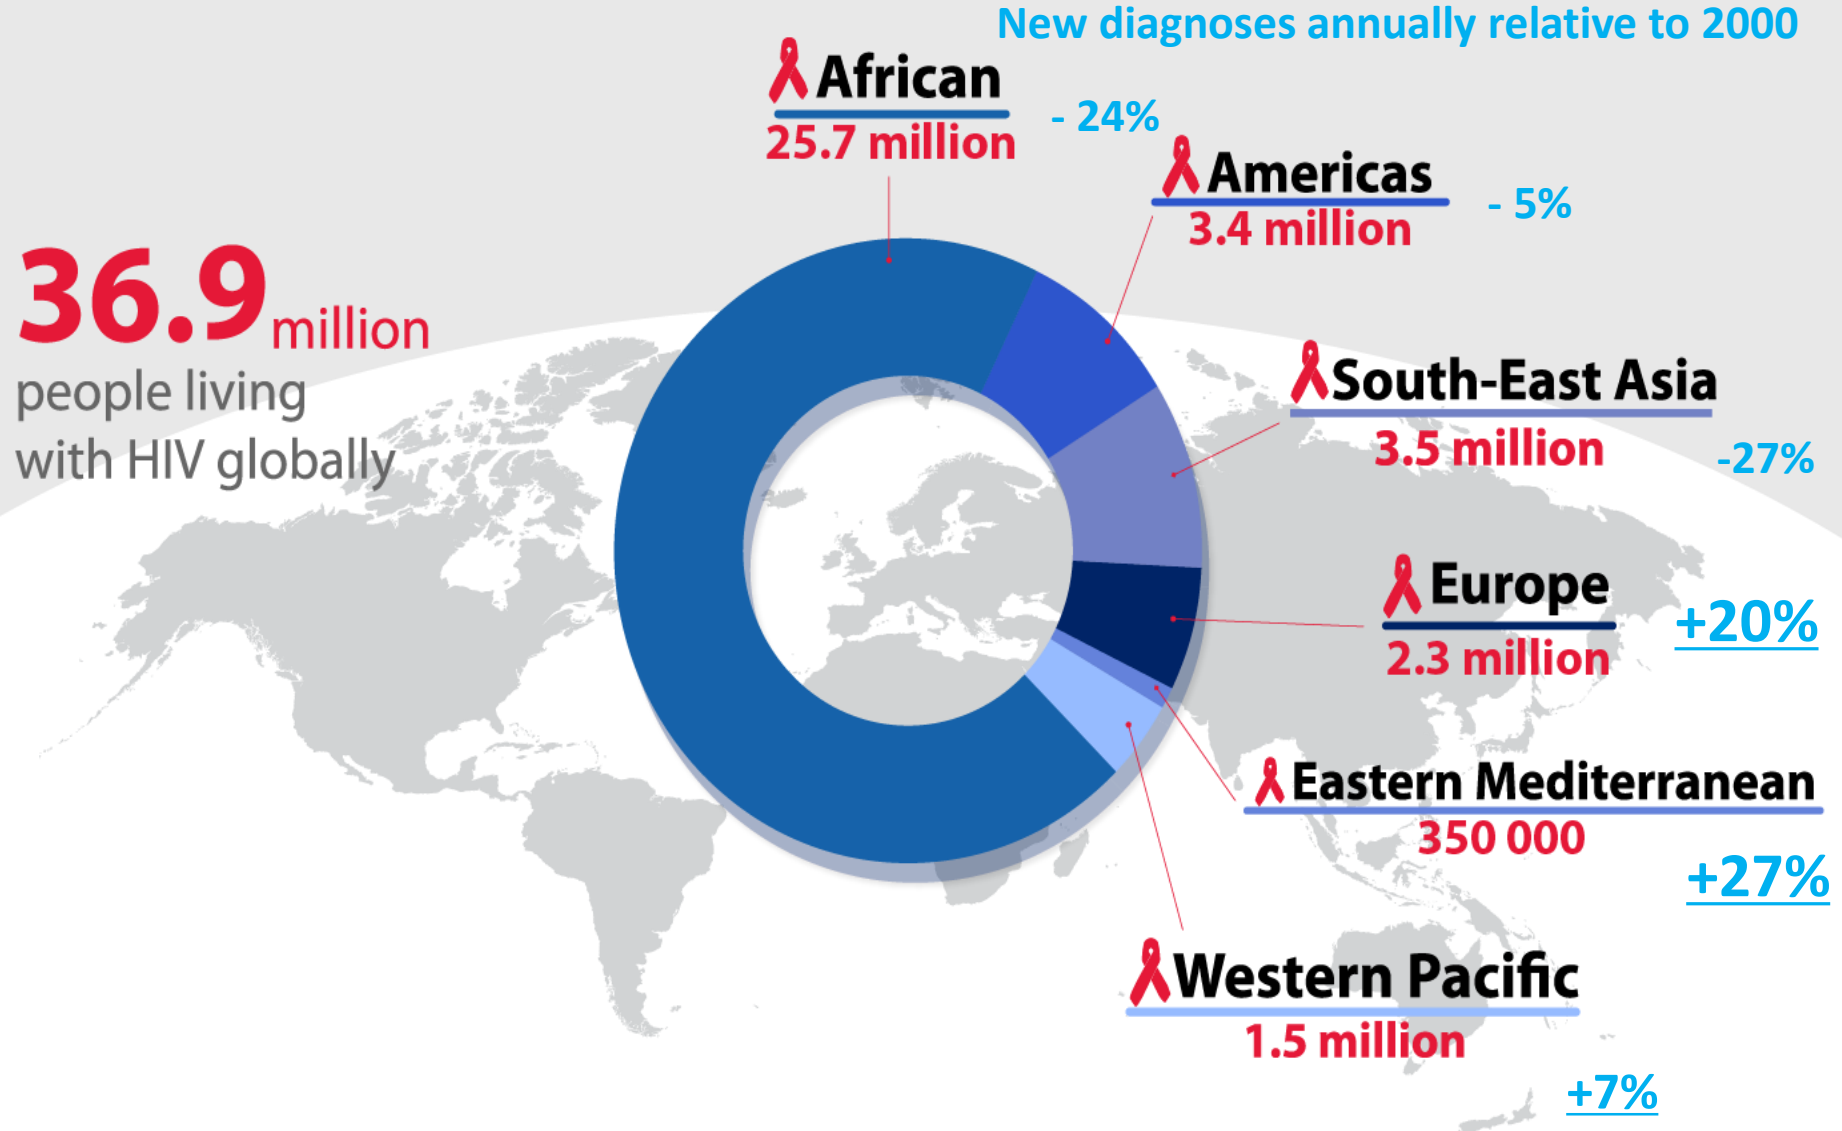 New diagnoses annually relative to 2000
African
25.7 million
- 24%
Americas
3.4 million
- 5%
36.9 million
people living
with HIV globally
South-East Asia
3.5 million
-27%
Europe
2.3 million
+20%
Eastern Mediterranean
350 000
+27%
Western Pacific
1.5 million
+7%